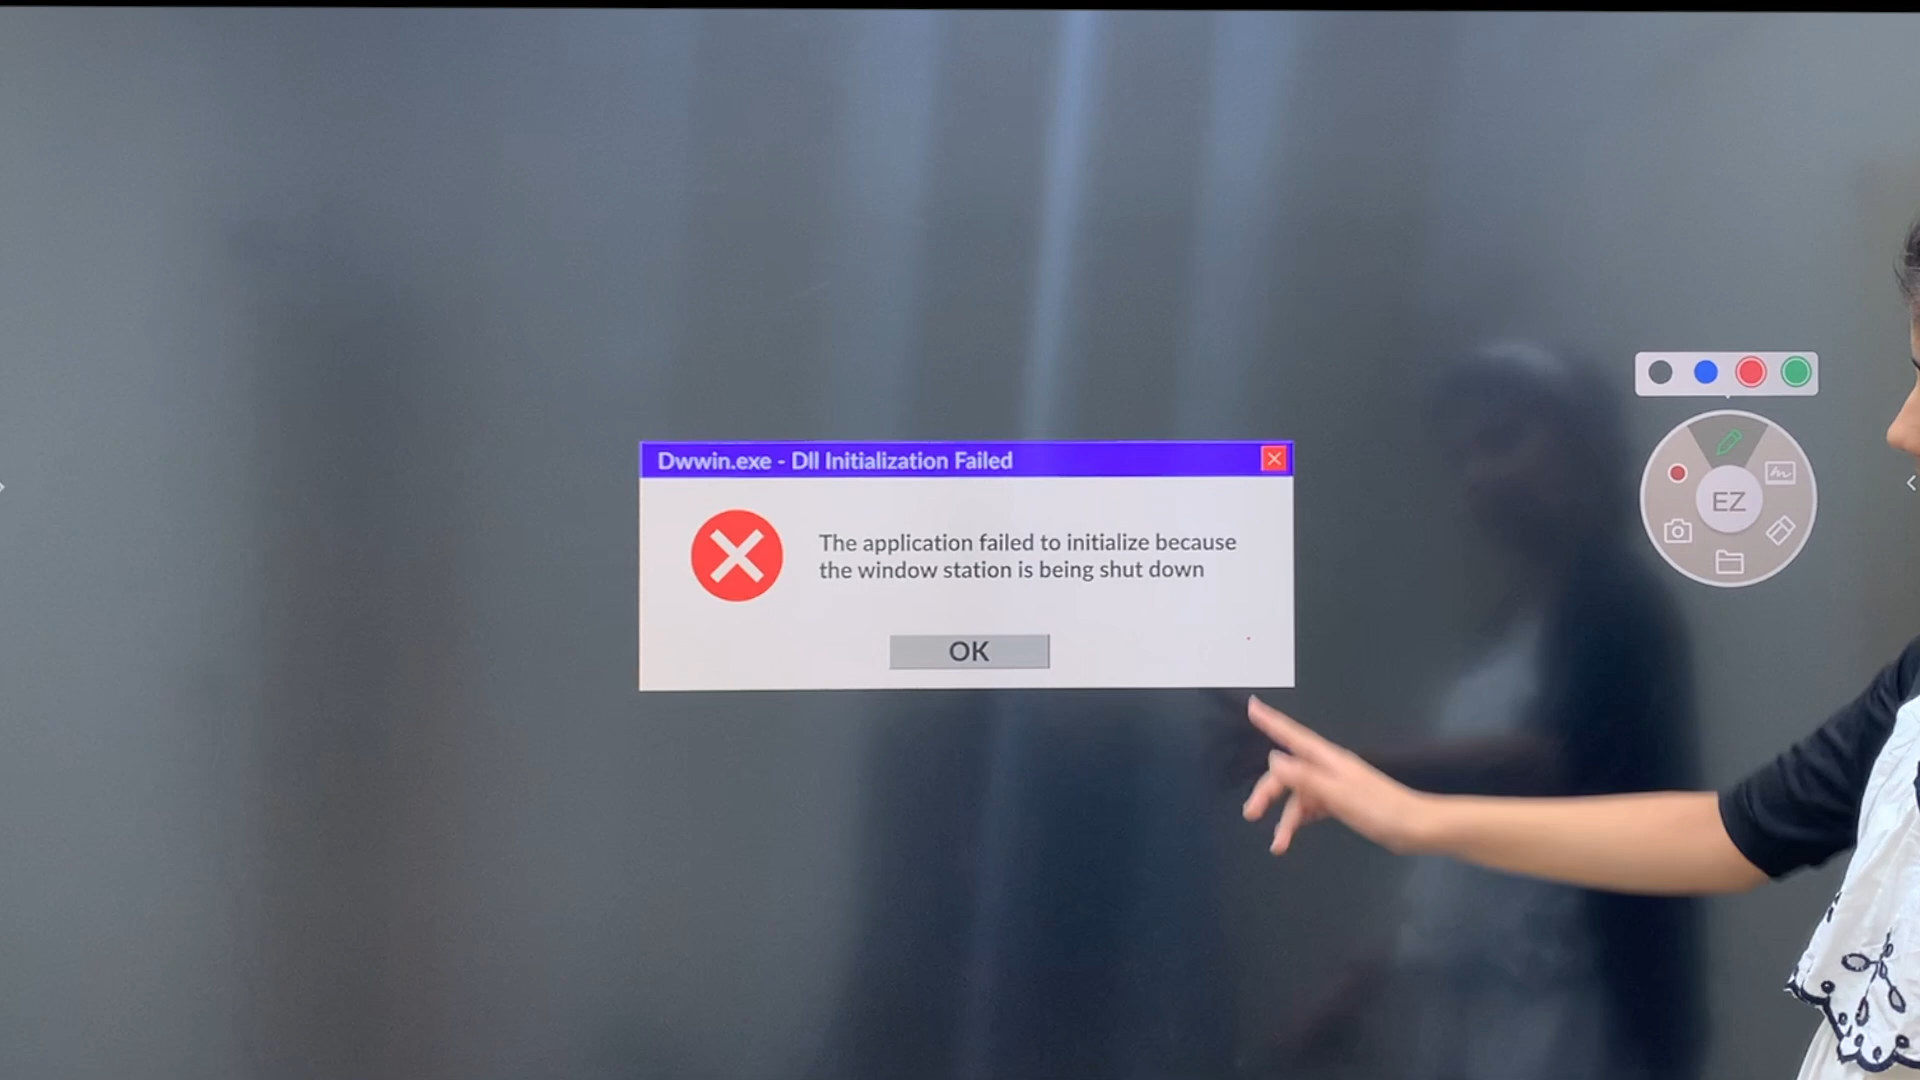 Dwwin.exe - Dll Initialization Failed
The application failed to initialize because
the window station is being shut down
OK
EZ